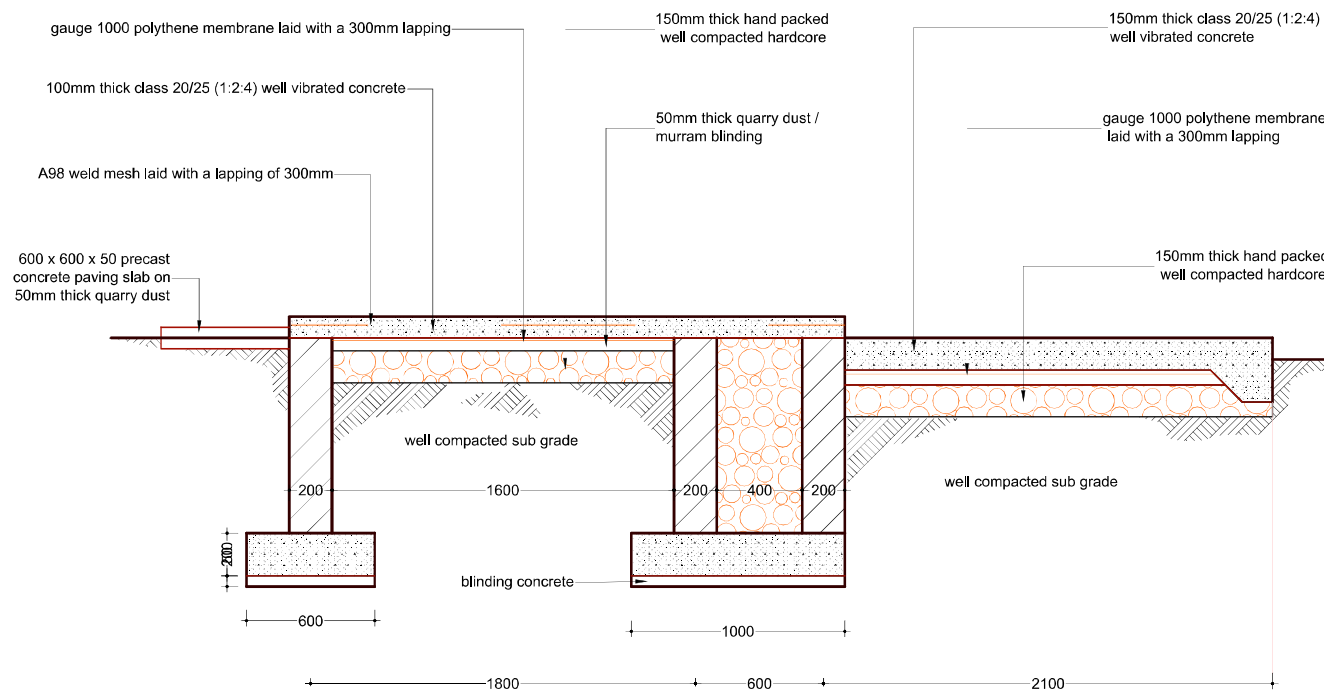 gauge 1000 polythene membrane laid with a 300mm lapping
150mm thick hand packed
well compacted hardcore
150mm thick class 20/25 (1:2:4)
well vibrated concrete
100mm thick class 20/25 (1:2:4) well vibrated concrete
50mm thick quarry dust /
murram blinding
gauge 1000 polythene membrane
laid with a 300mm lapping
A98 weld mesh laid with a lapping of 300mm
600 x 600 x 50 precast
concrete paving slab on
50mm thick quarry dust
150mm thick hand packed
well compacted hardcore
well compacted sub grade
well compacted sub grade
200
1600
200
400
200
200
blinding concrete
600
1000
1800
600
2100